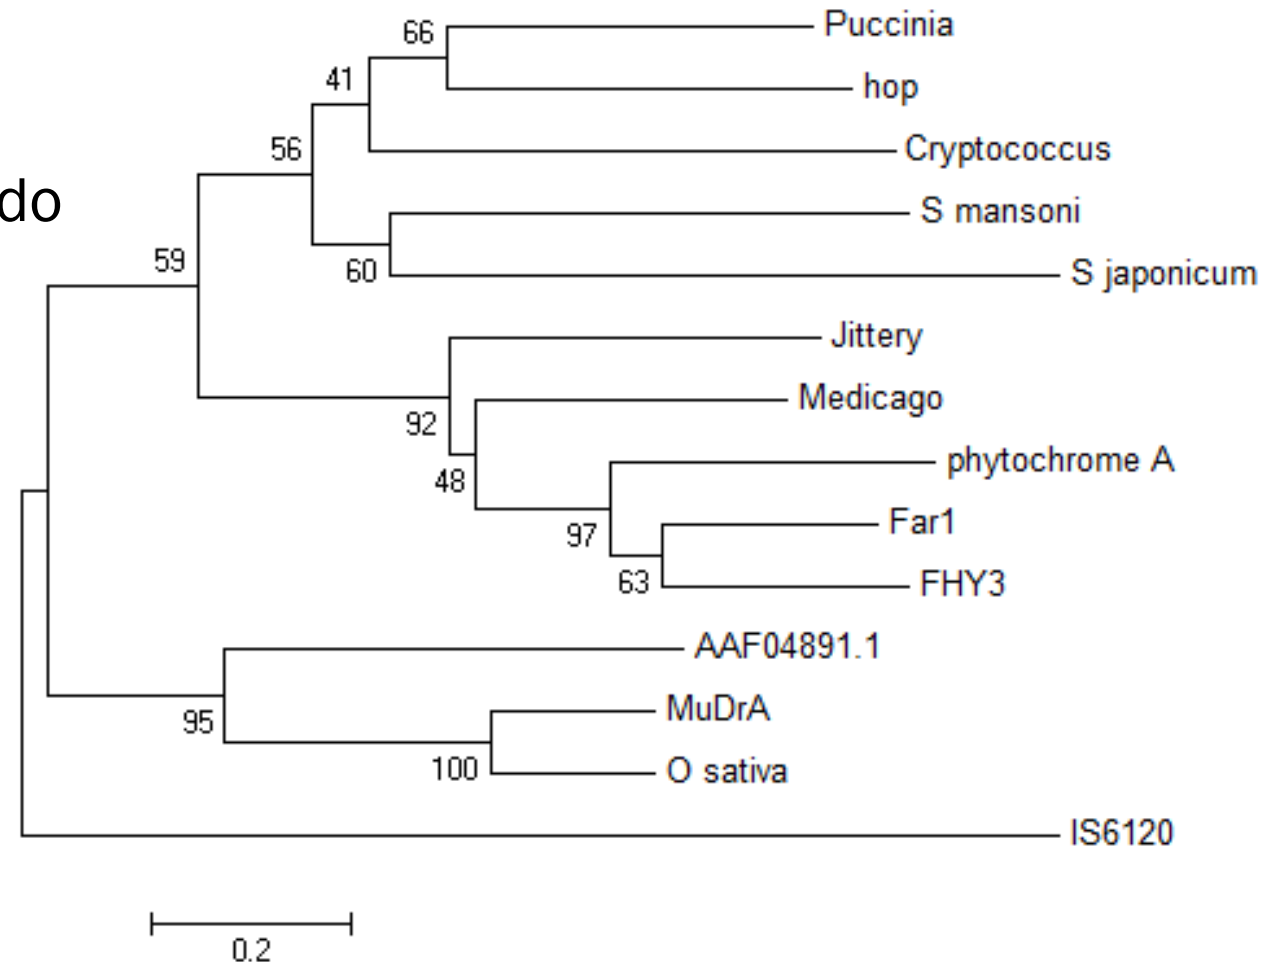 66
Puccinia
hop
41
56
Cryptococcus
do
S mansoni
59
60
S japonicum
Jittery
Medicago
92
48
phytochrome A
Far1
97
63
FHY3
AAF04891.1
95
MuDrA
100
O sativa
IS6120
0.2